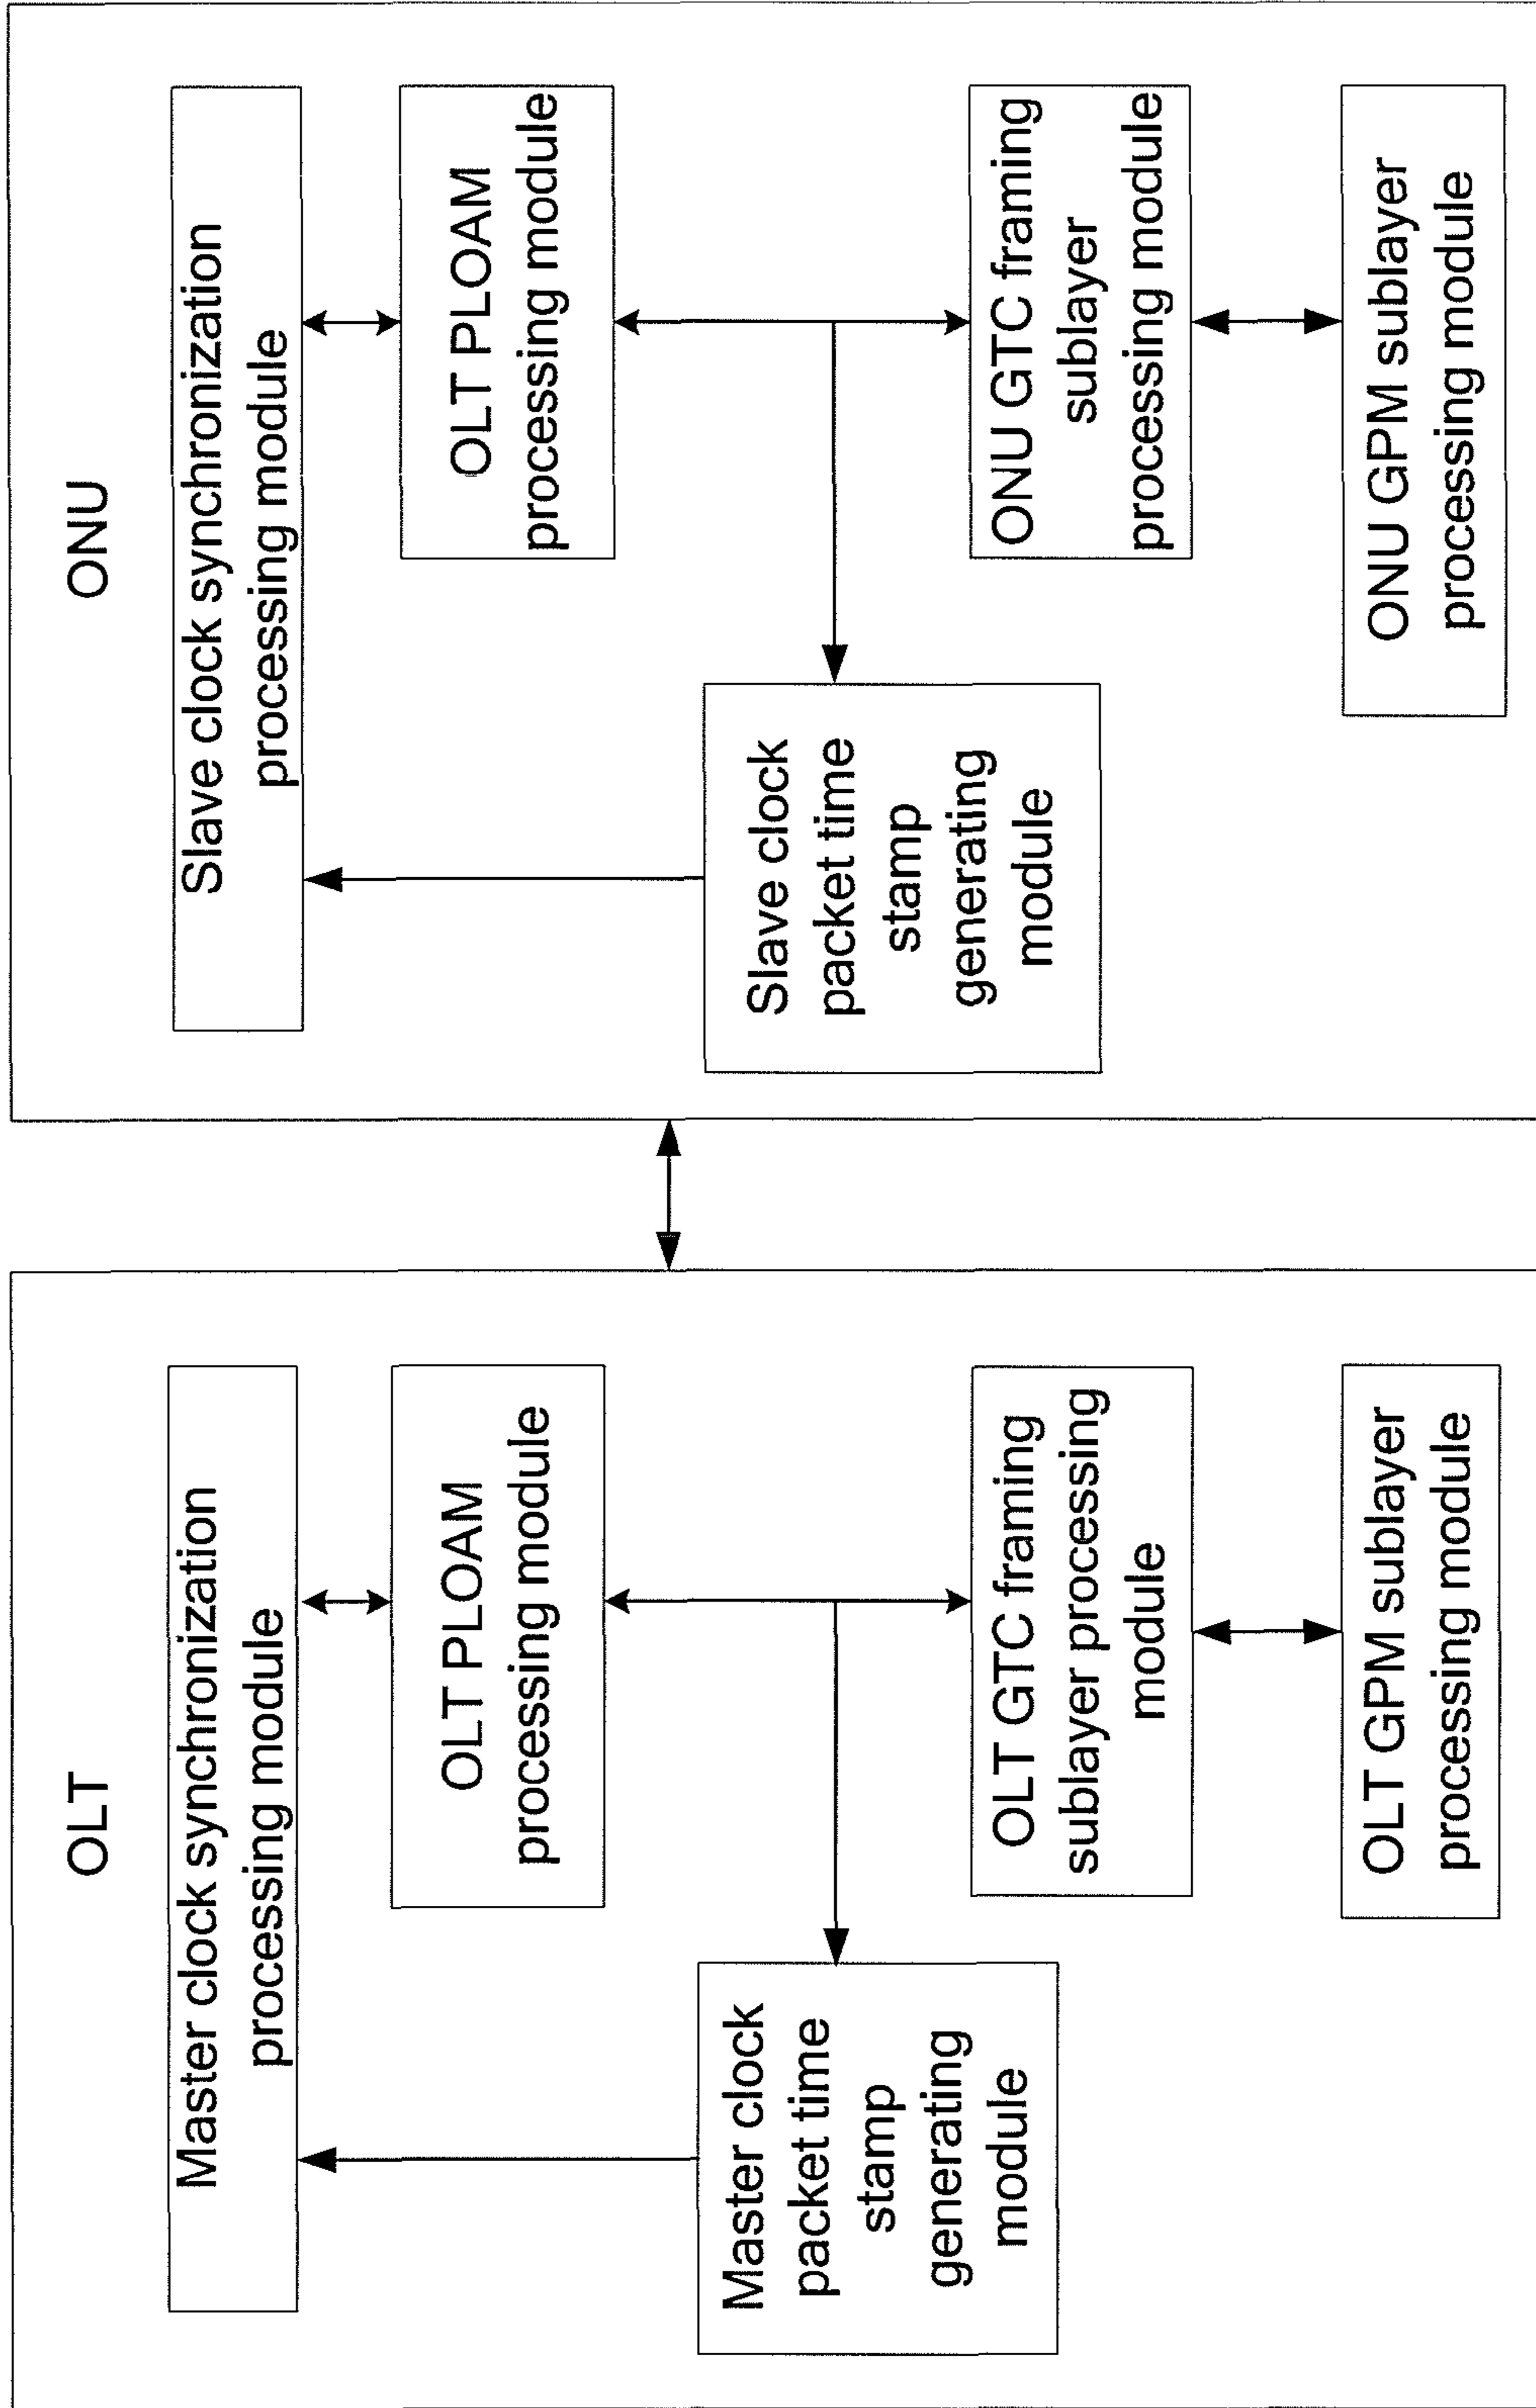 OLT
Master clock synchronization
processing module
OLT PLOAM
processing module
Master clock
packet time
stamp
generating
module
OLT GTC framing
sublayer processing
module
OLT GPM sublayer
processing module
ONU
Slave clock synchronization
processing module
OLT PLOAM
processing module
Slave clock
packet time
stamp
generating
module
ONU GTC framing
sublayer
processing module
ONU GPM sublayer
processing module